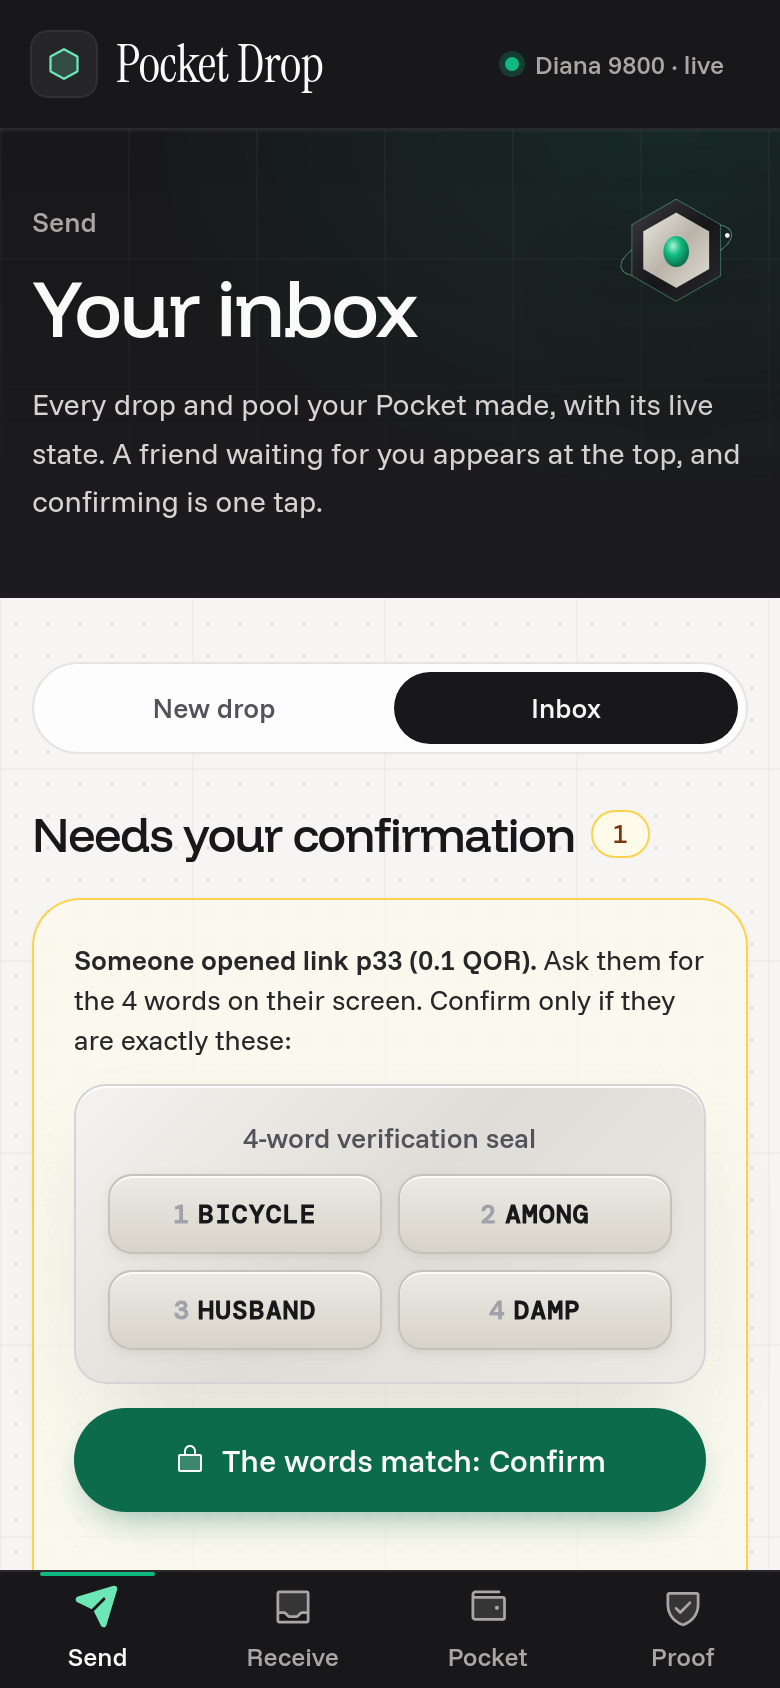 Pocket Drop
Diana 9800 · live
Send
Your inbox
Every drop and pool your Pocket made, with its live
state. A friend waiting for you appears at the top, and
confirming is one tap.
New drop
Inbox
Needs your confirmation 1
Someone opened link p33 (0.1 QOR). Ask them for
the 4 words on their screen. Confirm only if they
are exactly these:
4-word verification seal
1 BICYCLE
2 AMONG
3 HUSBAND
4 DAMP
The words match: Confirm
Send
Receive
Pocket
Proof